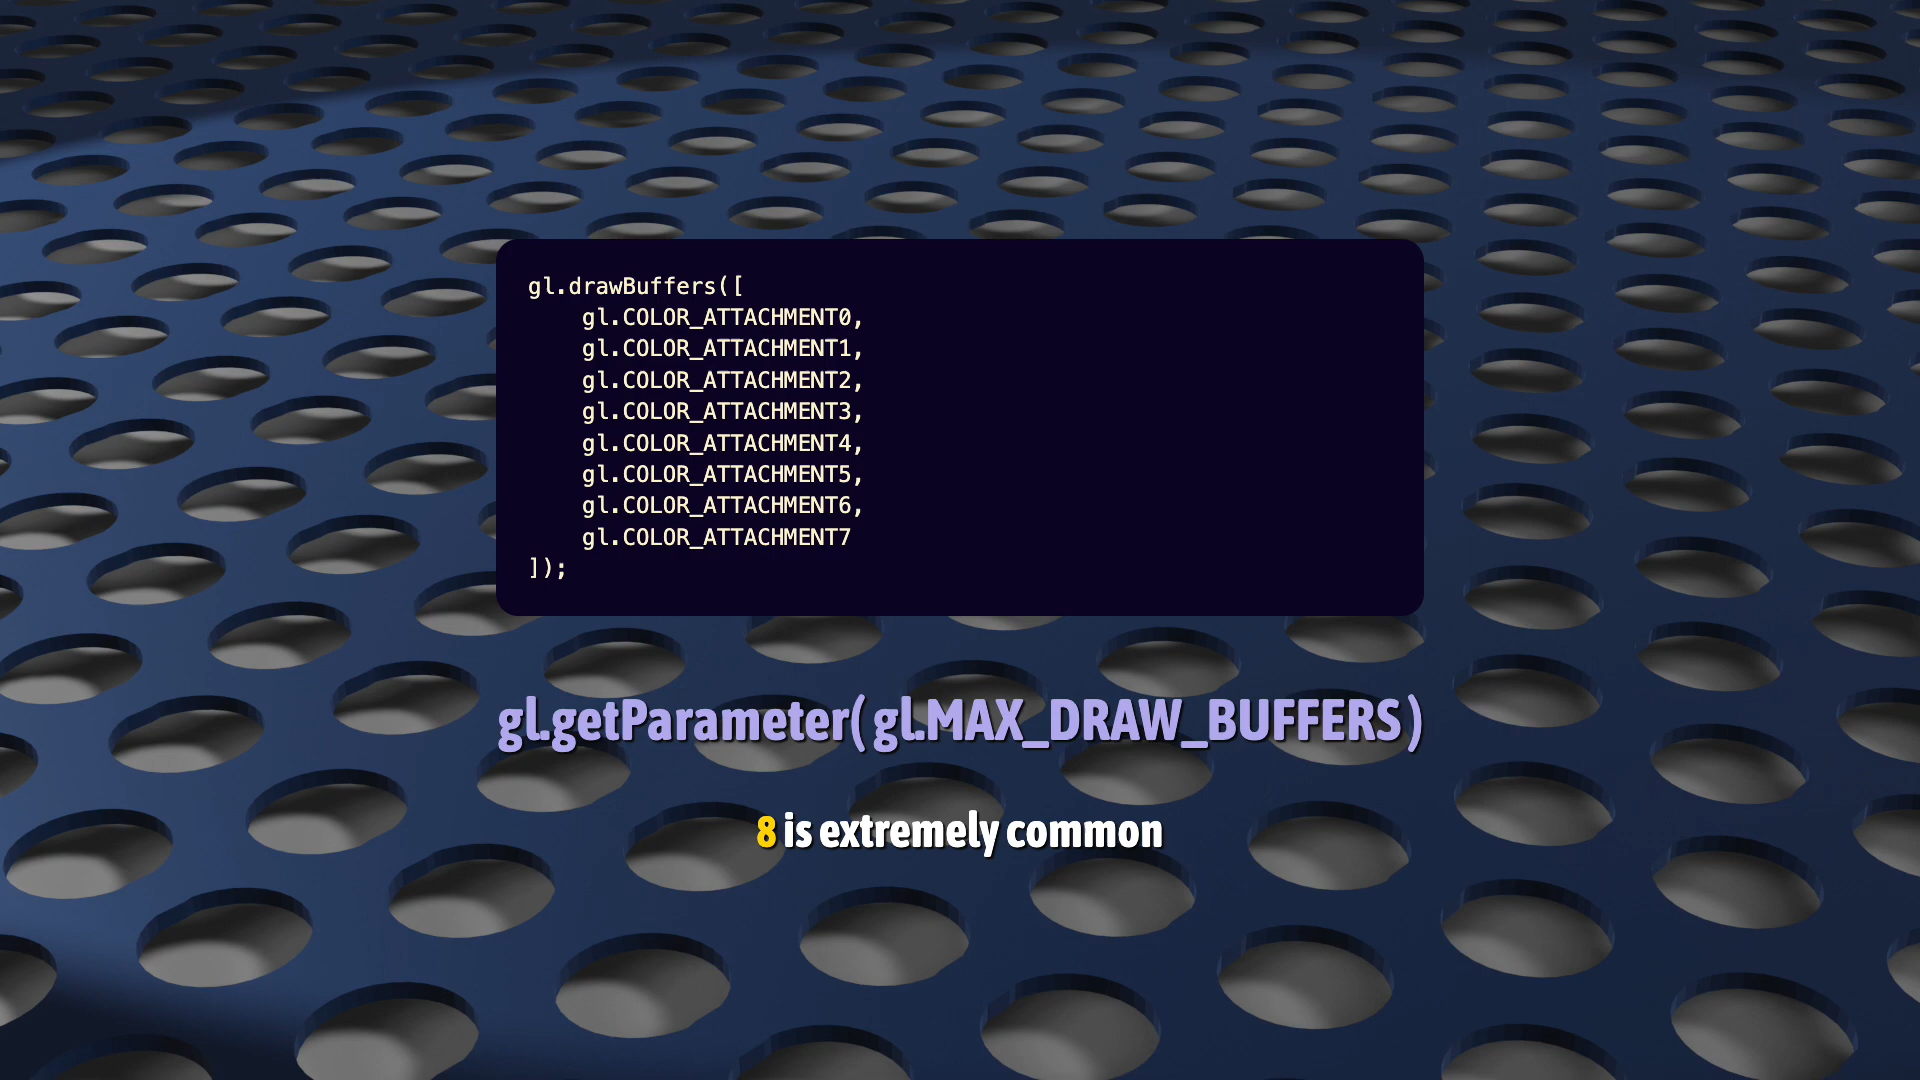 gl.drawBuffers([
    gl.COLOR_ATTACHMENT0,
    gl.COLOR_ATTACHMENT1,
    gl.COLOR_ATTACHMENT2,
    gl.COLOR_ATTACHMENT3,
    gl.COLOR_ATTACHMENT4,
    gl.COLOR_ATTACHMENT5,
    gl.COLOR_ATTACHMENT6,
    gl.COLOR_ATTACHMENT7
]);
gl.getParameter( gl.MAX_DRAW_BUFFERS )
8 is extremely common